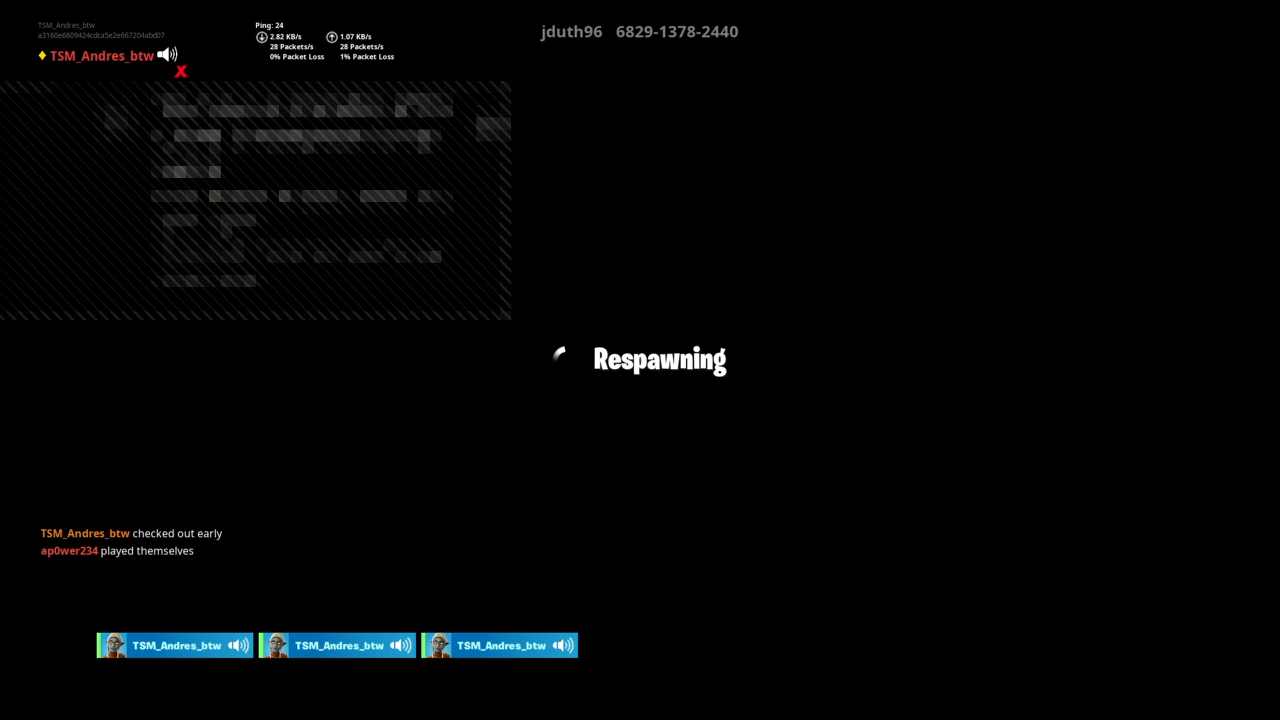 TSM_Andres_btw
a3160e6609424cdca5e2e667204abd07
TSM_Andres_btw
X
Ping: 24
2.82 KB/s 1.07 KB/s
28 Packets/s 28 Packets/s
0% Packet Loss 1% Packet Loss
jduth96 6829-1378-2440
Respawning
TSM_Andres_btw checked out early
ap0wer234 played themselves
TSM_Andres_btw TSM_Andres_btw TSM_Andres_btw